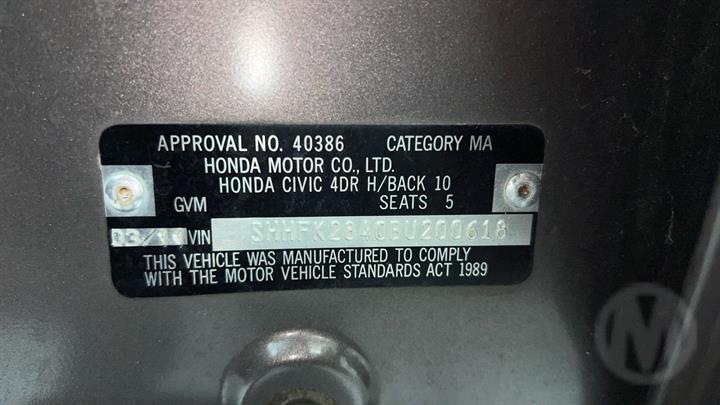 APPROVAL NO. 40386 CATEGORY MA
HONDA MOTOR CO., LTD.
HONDA CIVIC 4DR H/BACK 10
GVM SEATS 5
VIN
THIS VEHICLE WAS MANUFACTURED TO COMPLY
WITH THE MOTOR VEHICLE STANDARDS ACT 1989
M